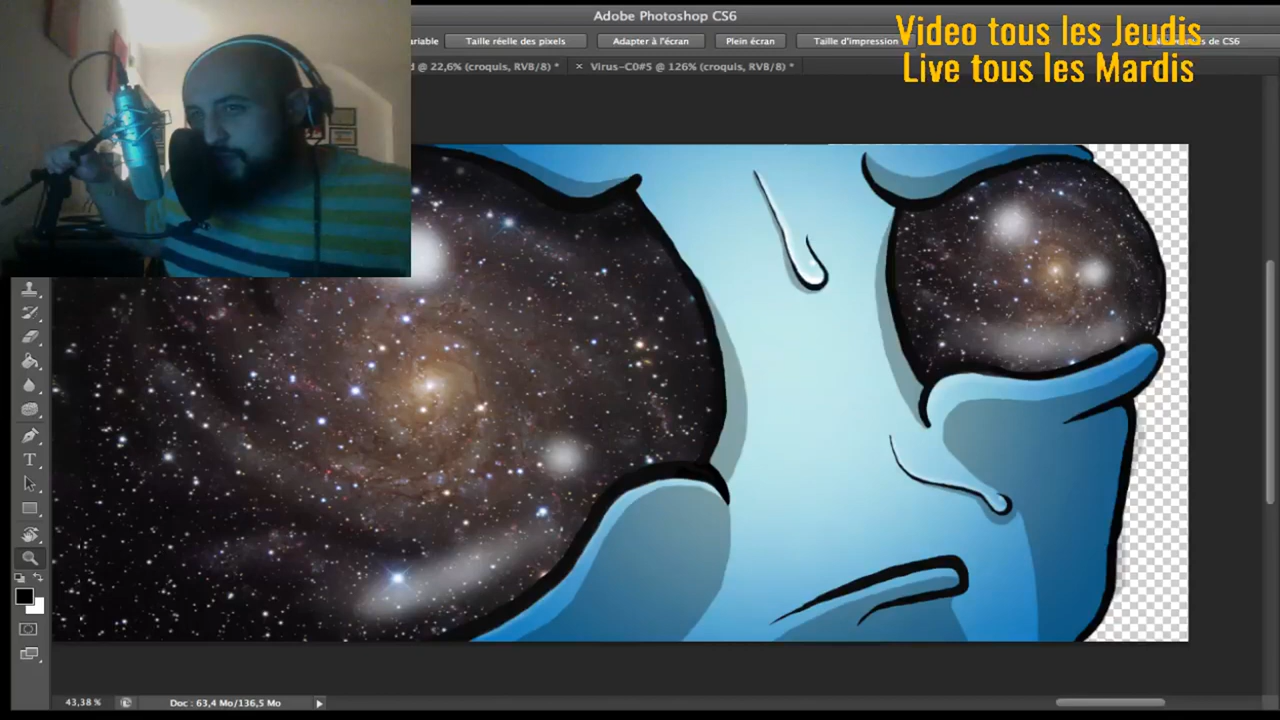 Adobe Photoshop CS6
Video tous les Jeudis
Live tous les Mardis
ariable
Taille réelle des pixels
Adapter à l'écran
Plein écran
Taille d'impression
de CS6
d @ 22,6% (croquis, RVB/8) *
× Virus-C0#5 @ 126% (croquis, RVB/8) *
T
43,38 %
Doc : 63,4 Mo/136,5 Mo